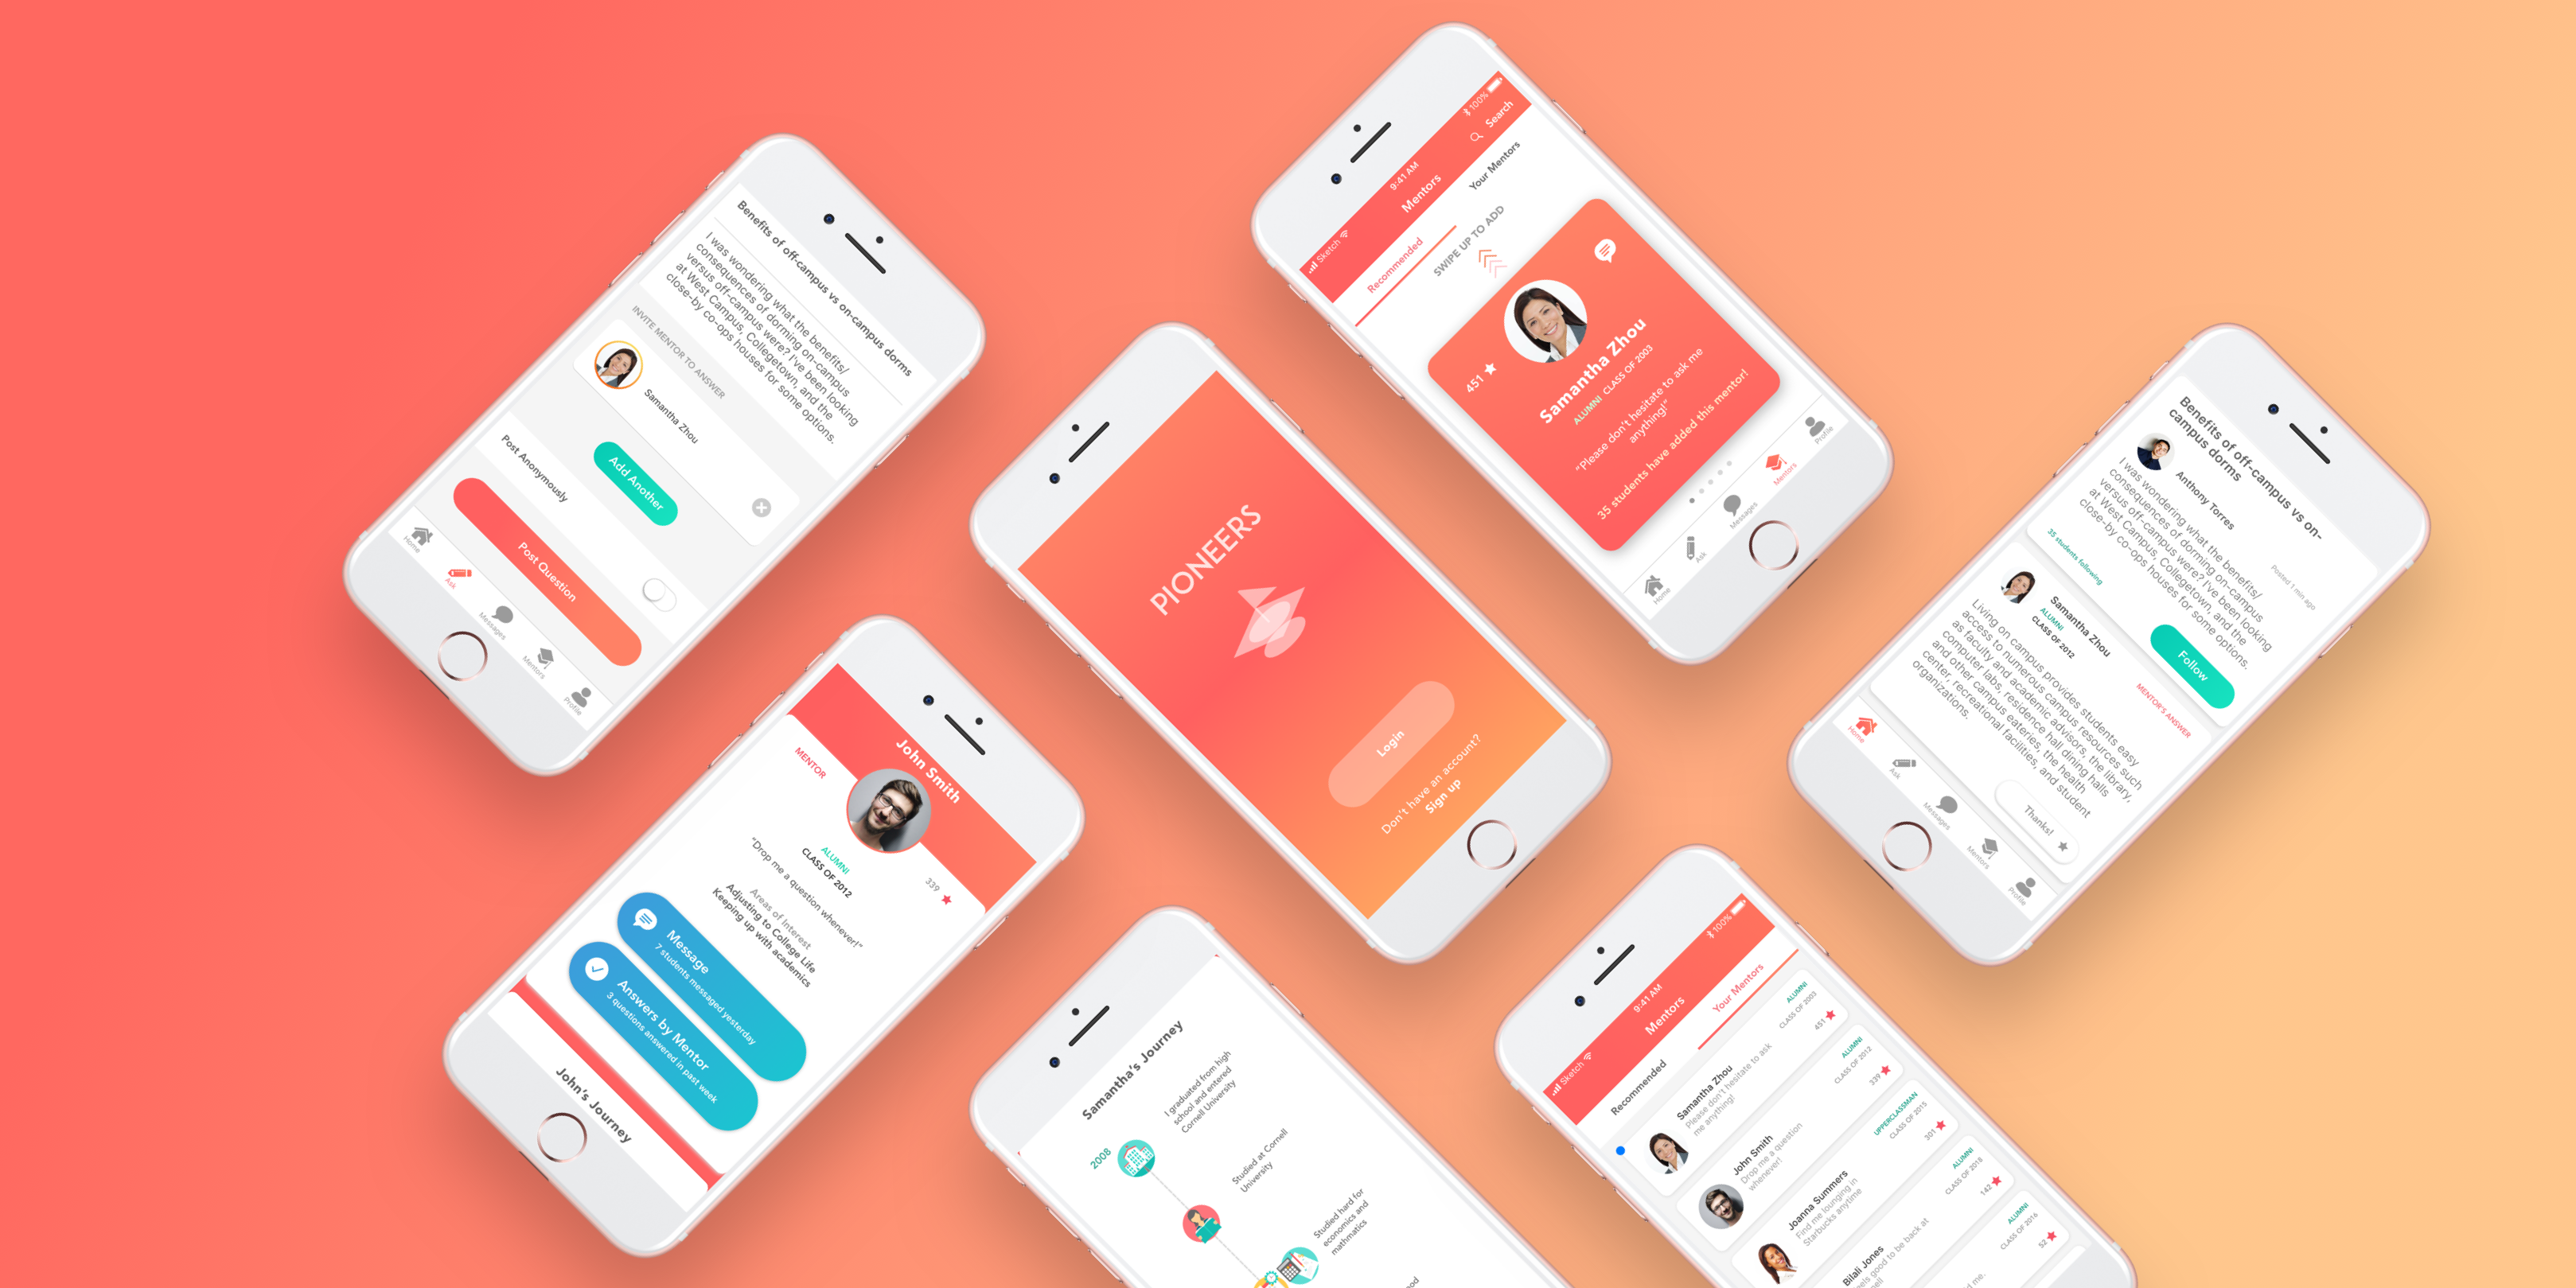 Benefits of off-campus vs on-campus dorms
I was wondering what the benefits/
consequences of dorming on-campus
versus off-campus were? I've been looking
at West Campus, Collegetown, and the
close-by co-ops houses for some options.
INVITE MENTOR TO ANSWER
Samantha Zhou
Add Another
Post Anonymously
Post Question
Home
Ask
Messages
Mentors
Profile
John Smith
MENTOR
339
ALUMNI
CLASS OF 2012
"Drop me a question whenever!"
Areas of Interest
Adjusting to College Life
Keeping up with academics
Message
7 students messaged yesterday
Answers by Mentor
3 questions answered in past week
John's Journey
PIONEERS
Login
Don't have an account?
Sign up
Samantha's Journey
2008
I graduated from high
school and entered
Cornell University
Studied at Cornell
University
Studied hard for
economics and
mathmatics
Sketch
9:41 AM
100%
Mentors
Search
Recommended
Your Mentors
SWIPE UP TO ADD
451
Samantha Zhou
ALUMNI CLASS OF 2003
"Please don't hesitate to ask me
anything!"
35 students have added this mentor!
Home
Ask
Messages
Mentors
Profile
Benefits of off-campus vs on-
campus dorms
Anthony Torres
Posted 1 min ago
I was wondering what the benefits/
consequences of dorming on-campus
versus off-campus were? I've been looking
at West Campus, Collegetown, and the
close-by co-ops houses for some options.
35 students following
Follow
Samantha Zhou
ALUMNI
CLASS OF 2012
MENTOR'S ANSWER
Living on campus provides students easy
access to numerous campus resources such
as faculty and academic advisors, the library,
computer labs, residence hall dining halls
and other campus eateries, the health
center, recreational facilities, and student
organizations.
Thanks!
Home
Ask
Messages
Mentors
Profile
Sketch
9:41 AM
100%
Mentors
Recommended
Your Mentors
Samantha Zhou
Please don't hesitate to ask
me anything!
ALUMNI
CLASS OF 2003
451
John Smith
Drop me a question
whenever!
ALUMNI
CLASS OF 2012
339
Joanna Summers
Find me lounging in
Starbucks anytime
UPPERCLASSMAN
CLASS OF 2015
301
Bilali Jones
good to be back at
ALUMNI
CLASS OF 2018
142
ALUMNI
CLASS OF 2016
52